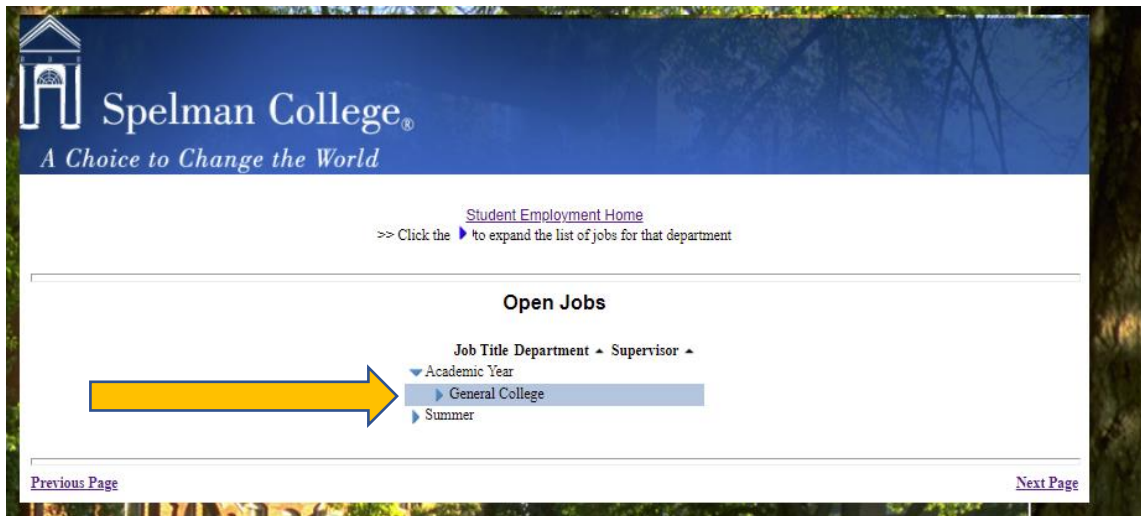 Spelman College®
A Choice to Change the World
Student Employment Home
>> Click the to expand the list of jobs for that department
Open Jobs
Job Title Department Supervisor
Academic Year
General College
Summer
Previous Page Next Page